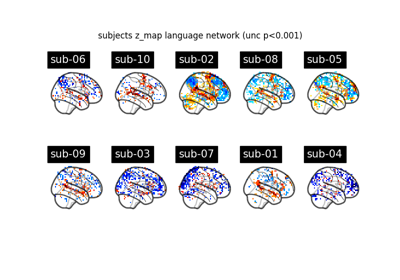 subjects z_map language network (unc p<0.001)
sub-06 sub-10 sub-02 sub-08 sub-05
sub-09 sub-03 sub-07 sub-01 sub-04